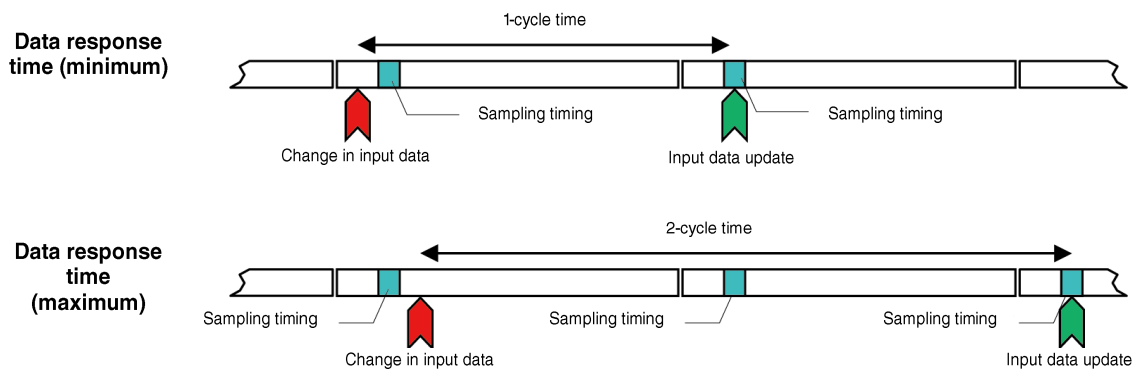 1-cycle time
Data response
time (minimum)
Sampling timing
Sampling timing
Change in input data
Input data update
2-cycle time
Data response
time
(maximum)
Sampling timing
Sampling timing
Sampling timing
Change in input data
Input data update